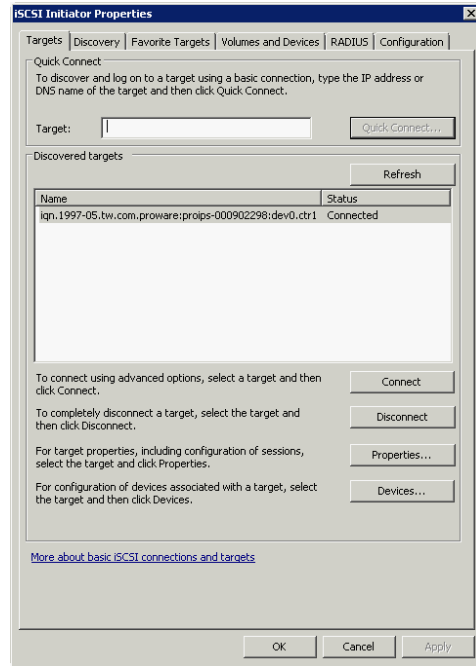 iSCSI Initiator Properties
Targets Discovery Favorite Targets Volumes and Devices RADIUS Configuration
Quick Connect
To discover and log on to a target using a basic connection, type the IP address or
DNS name of the target and then click Quick Connect.
Target:
Quick Connect...
Discovered targets
Refresh
Name Status
iqn.1997-05.tw.com.proware:proips-000902298:dev0.ctr1 Connected
To connect using advanced options, select a target and then
click Connect.
Connect
To completely disconnect a target, select the target and
then click Disconnect.
Disconnect
For target properties, including configuration of sessions,
select the target and click Properties.
Properties...
For configuration of devices associated with a target, select
the target and then click Devices.
Devices...
More about basic iSCSI connections and targets
OK Cancel Apply